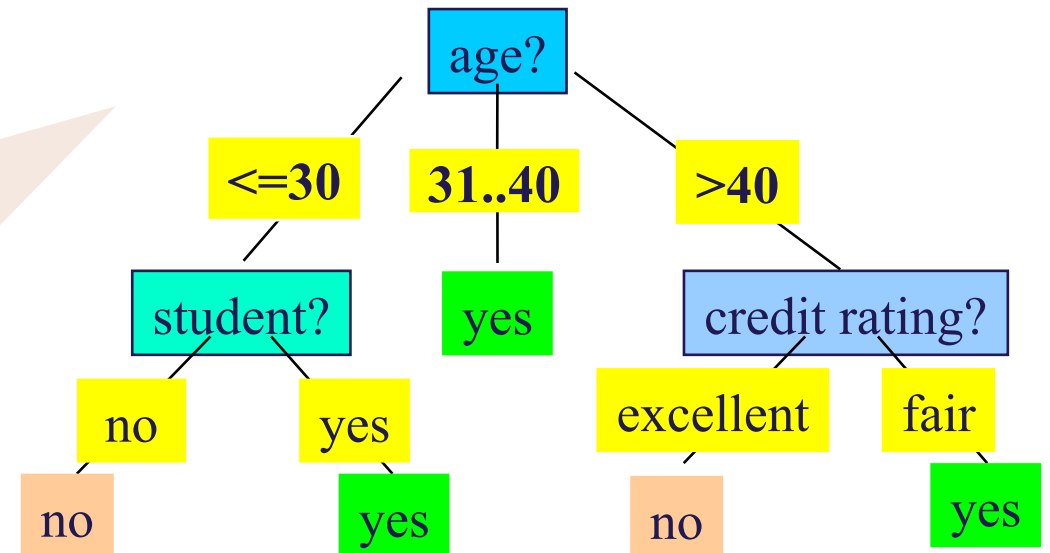 age?
<=30
31..40
>40
student?
yes
credit rating?
no
yes
excellent
fair
no
yes
no
yes